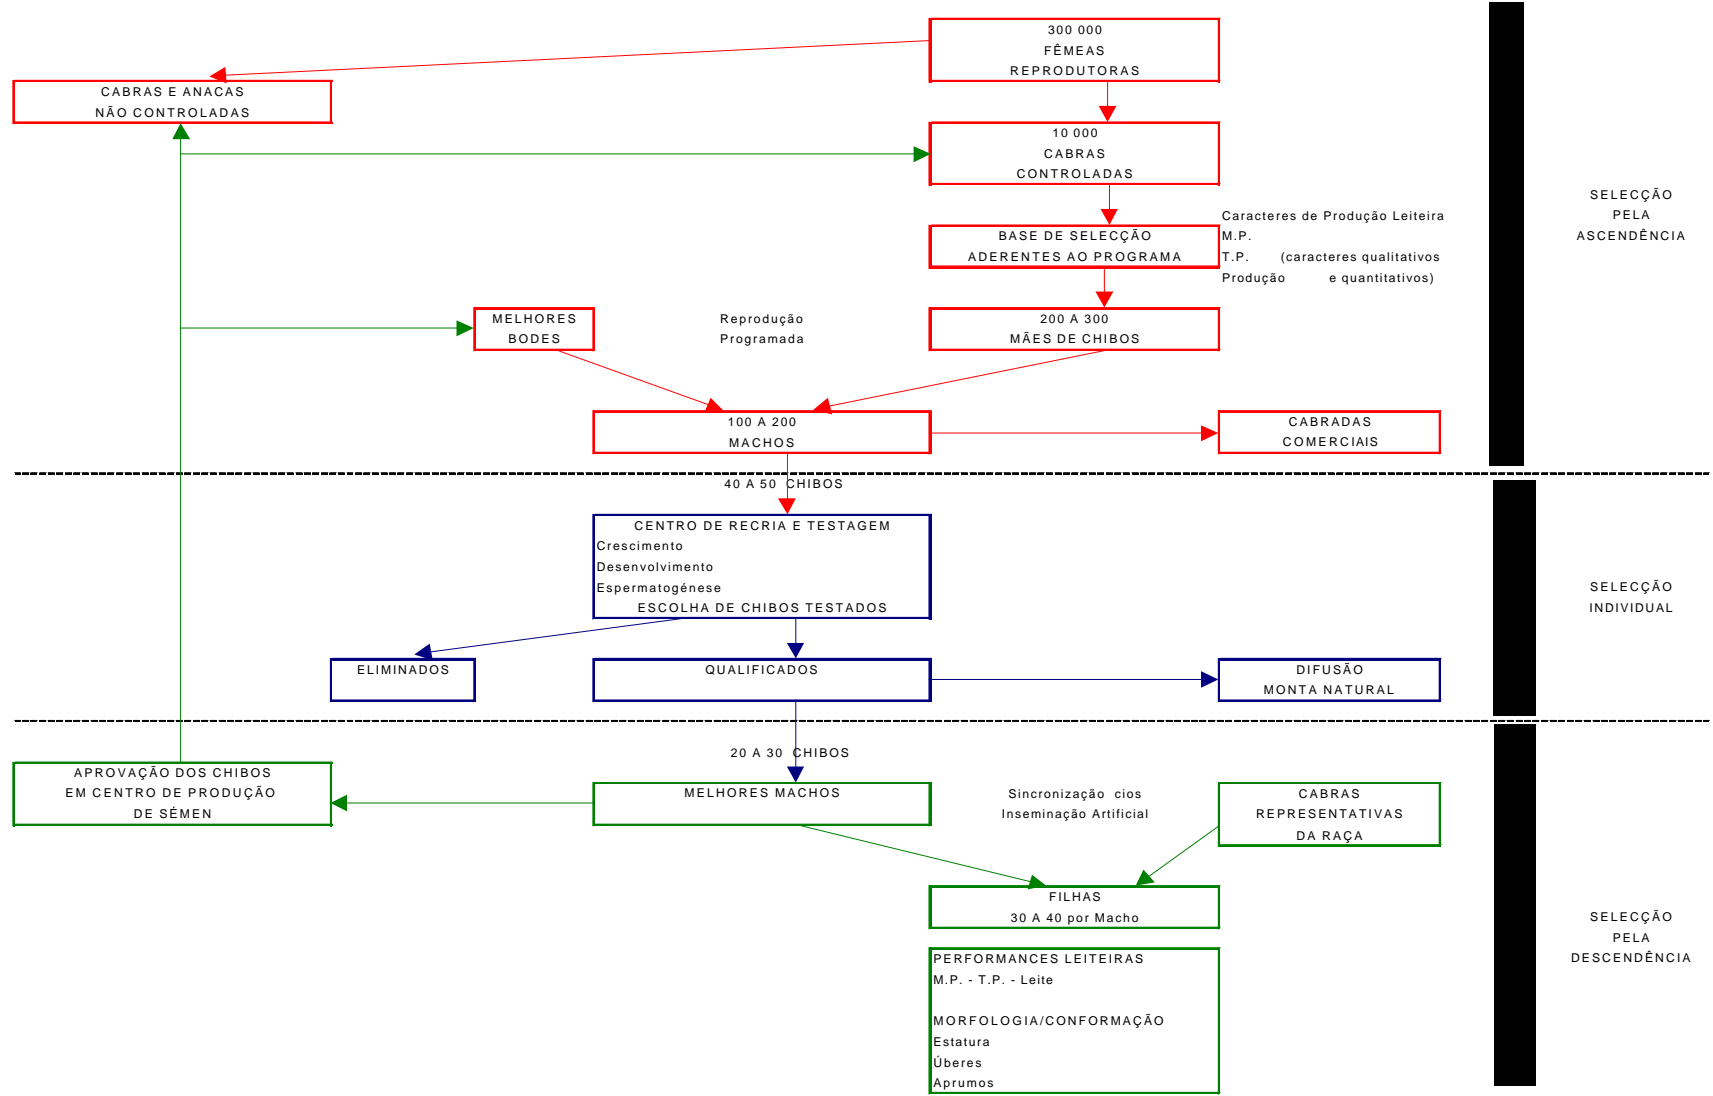 300 000
FÊMEAS
REPRODUTORAS
CABRAS E ANACAS
NÃO CONTROLADAS
10 000
CABRAS
CONTROLADAS
BASE DE SELECÇÃO
ADERENTES AO PROGRAMA
Caracteres de Produção Leiteira
M.P.
T.P. (caracteres qualitativos
Produção e quantitativos)
SELECÇÃO
PELA
ASCENDÊNCIA
MELHORES
BODES
Reprodução
Programada
200 A 300
MÃES DE CHIBOS
100 A 200
MACHOS
CABRADAS
COMERCIAIS
40 A 50 CHIBOS
CENTRO DE RECRIA E TESTAGEM
Crescimento
Desenvolvimento
Espermatogénese
ESCOLHA DE CHIBOS TESTADOS
SELECÇÃO
INDIVIDUAL
ELIMINADOS
QUALIFICADOS
DIFUSÃO
MONTA NATURAL
20 A 30 CHIBOS
APROVAÇÃO DOS CHIBOS
EM CENTRO DE PRODUÇÃO
DE SÉMEN
MELHORES MACHOS
Sincronização cios
Inseminação Artificial
CABRAS
REPRESENTATIVAS
DA RAÇA
FILHAS
30 A 40 por Macho
SELECÇÃO
PELA
DESCENDÊNCIA
PERFORMANCES LEITEIRAS
M.P. - T.P. - Leite
MORFOLOGIA/CONFORMAÇÃO
Estatura
Úberes
Aprumos